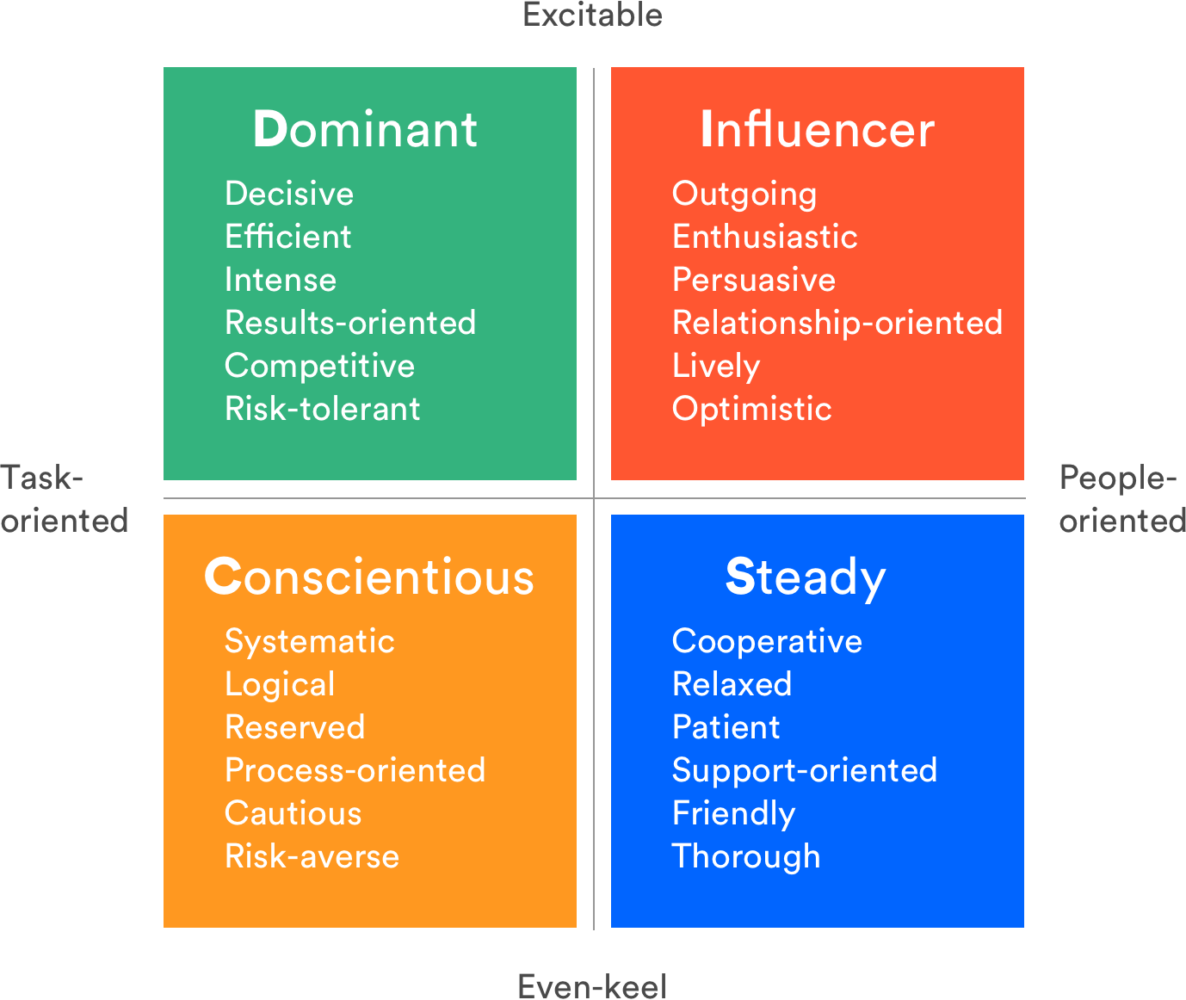 Excitable
Dominant
Decisive
Efficient
Intense
Results-oriented
Competitive
Risk-tolerant
Influencer
Outgoing
Enthusiastic
Persuasive
Relationship-oriented
Lively
Optimistic
Task-
oriented
People-
oriented
Conscientious
Systematic
Logical
Reserved
Process-oriented
Cautious
Risk-averse
Steady
Cooperative
Relaxed
Patient
Support-oriented
Friendly
Thorough
Even-keel